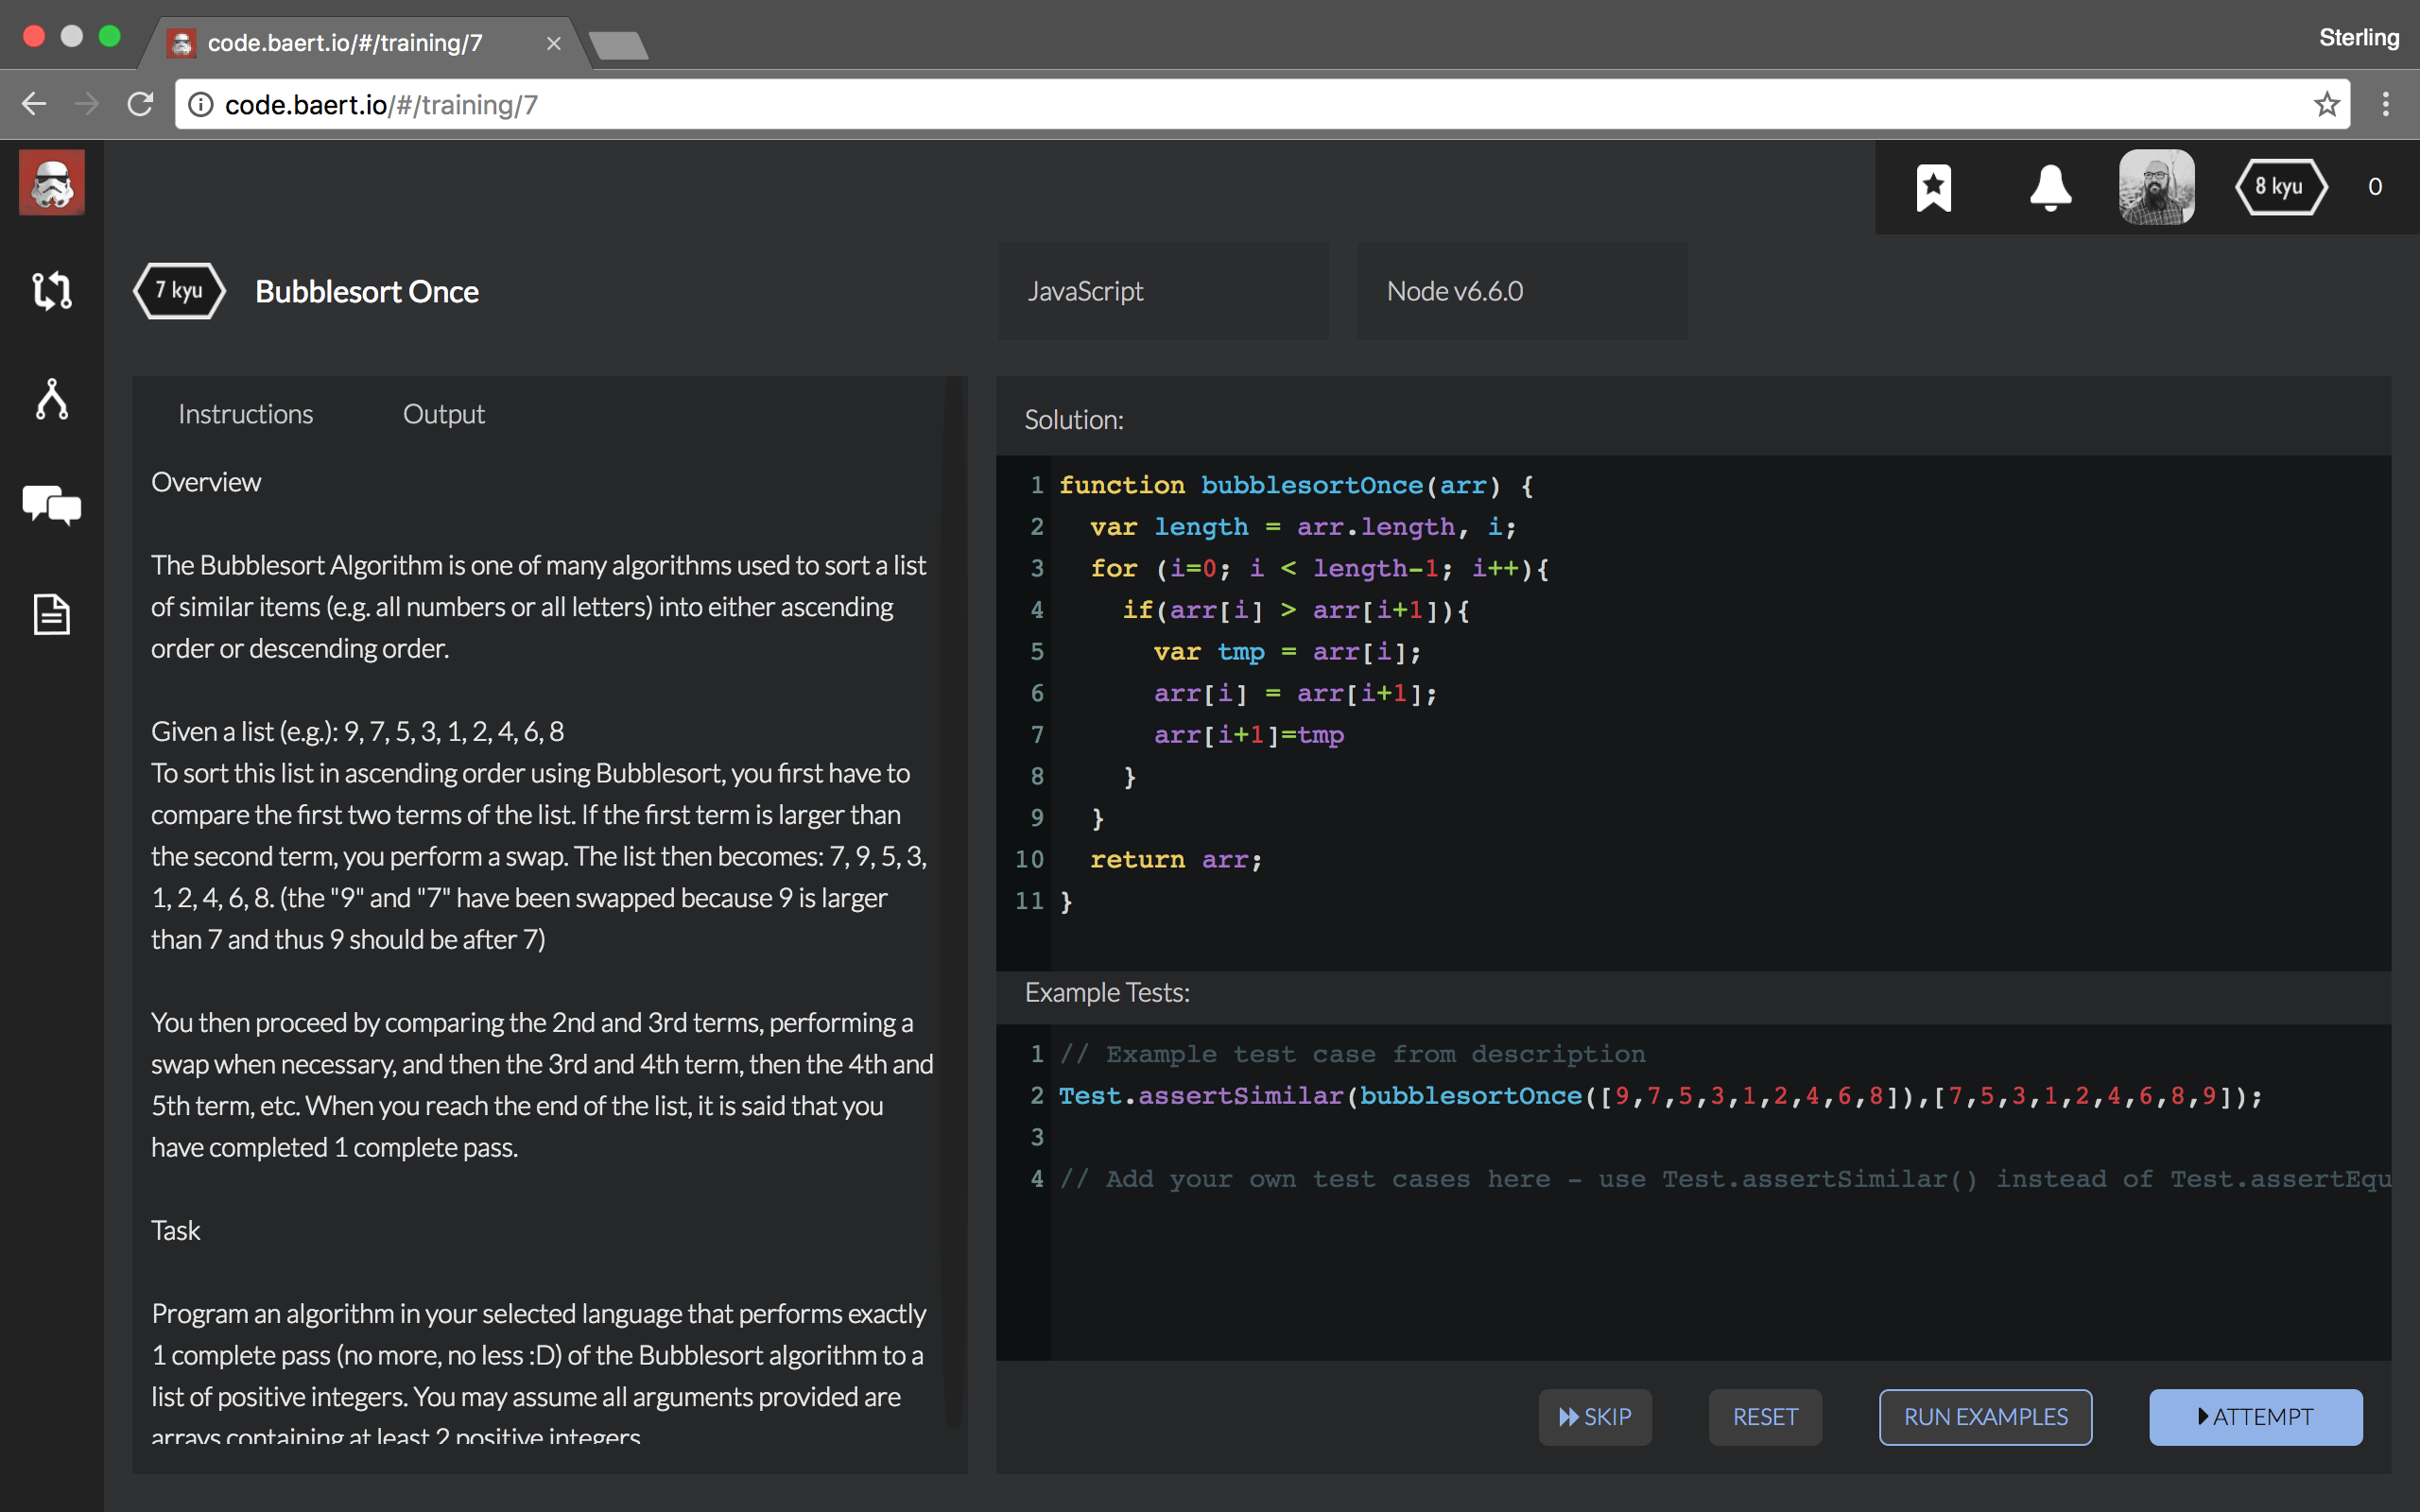 code.baert.io/#/training/7
Sterling
code.baert.io/#/training/7
8 kyu
0
7 kyu
Bubblesort Once
JavaScript
Node v6.6.0
Instructions
Output
Overview
The Bubblesort Algorithm is one of many algorithms used to sort a list
of similar items (e.g. all numbers or all letters) into either ascending
order or descending order.
Given a list (e.g.): 9, 7, 5, 3, 1, 2, 4, 6, 8
To sort this list in ascending order using Bubblesort, you first have to
compare the first two terms of the list. If the first term is larger than
the second term, you perform a swap. The list then becomes: 7, 9, 5, 3,
1, 2, 4, 6, 8. (the "9" and "7" have been swapped because 9 is larger
than 7 and thus 9 should be after 7)
You then proceed by comparing the 2nd and 3rd terms, performing a
swap when necessary, and then the 3rd and 4th term, then the 4th and
5th term, etc. When you reach the end of the list, it is said that you
have completed 1 complete pass.
Task
Program an algorithm in your selected language that performs exactly
1 complete pass (no more, no less :D) of the Bubblesort algorithm to a
list of positive integers. You may assume all arguments provided are
arrays containing at least 2 positive integers
Solution:
1 function bubblesortOnce(arr) {
2   var length = arr.length, i;
3   for (i=0; i < length-1; i++){
4     if(arr[i] > arr[i+1]){
5       var tmp = arr[i];
6       arr[i] = arr[i+1];
7       arr[i+1]=tmp
8     }
9   }
10   return arr;
11 }
Example Tests:
1 // Example test case from description
2 Test.assertSimilar(bubblesortOnce([9,7,5,3,1,2,4,6,8]),[7,5,3,1,2,4,6,8,9]);
3
4 // Add your own test cases here - use Test.assertSimilar() instead of Test.assertEqu
SKIP
RESET
RUN EXAMPLES
ATTEMPT